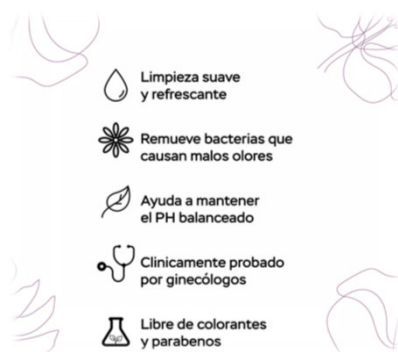 Limpieza suave
y refrescante
Remueve bacterias que
causan malos olores
Ayuda a mantener
el PH balanceado
Clinicamente probado
por ginecólogos
Libre de colorantes
y parabenos